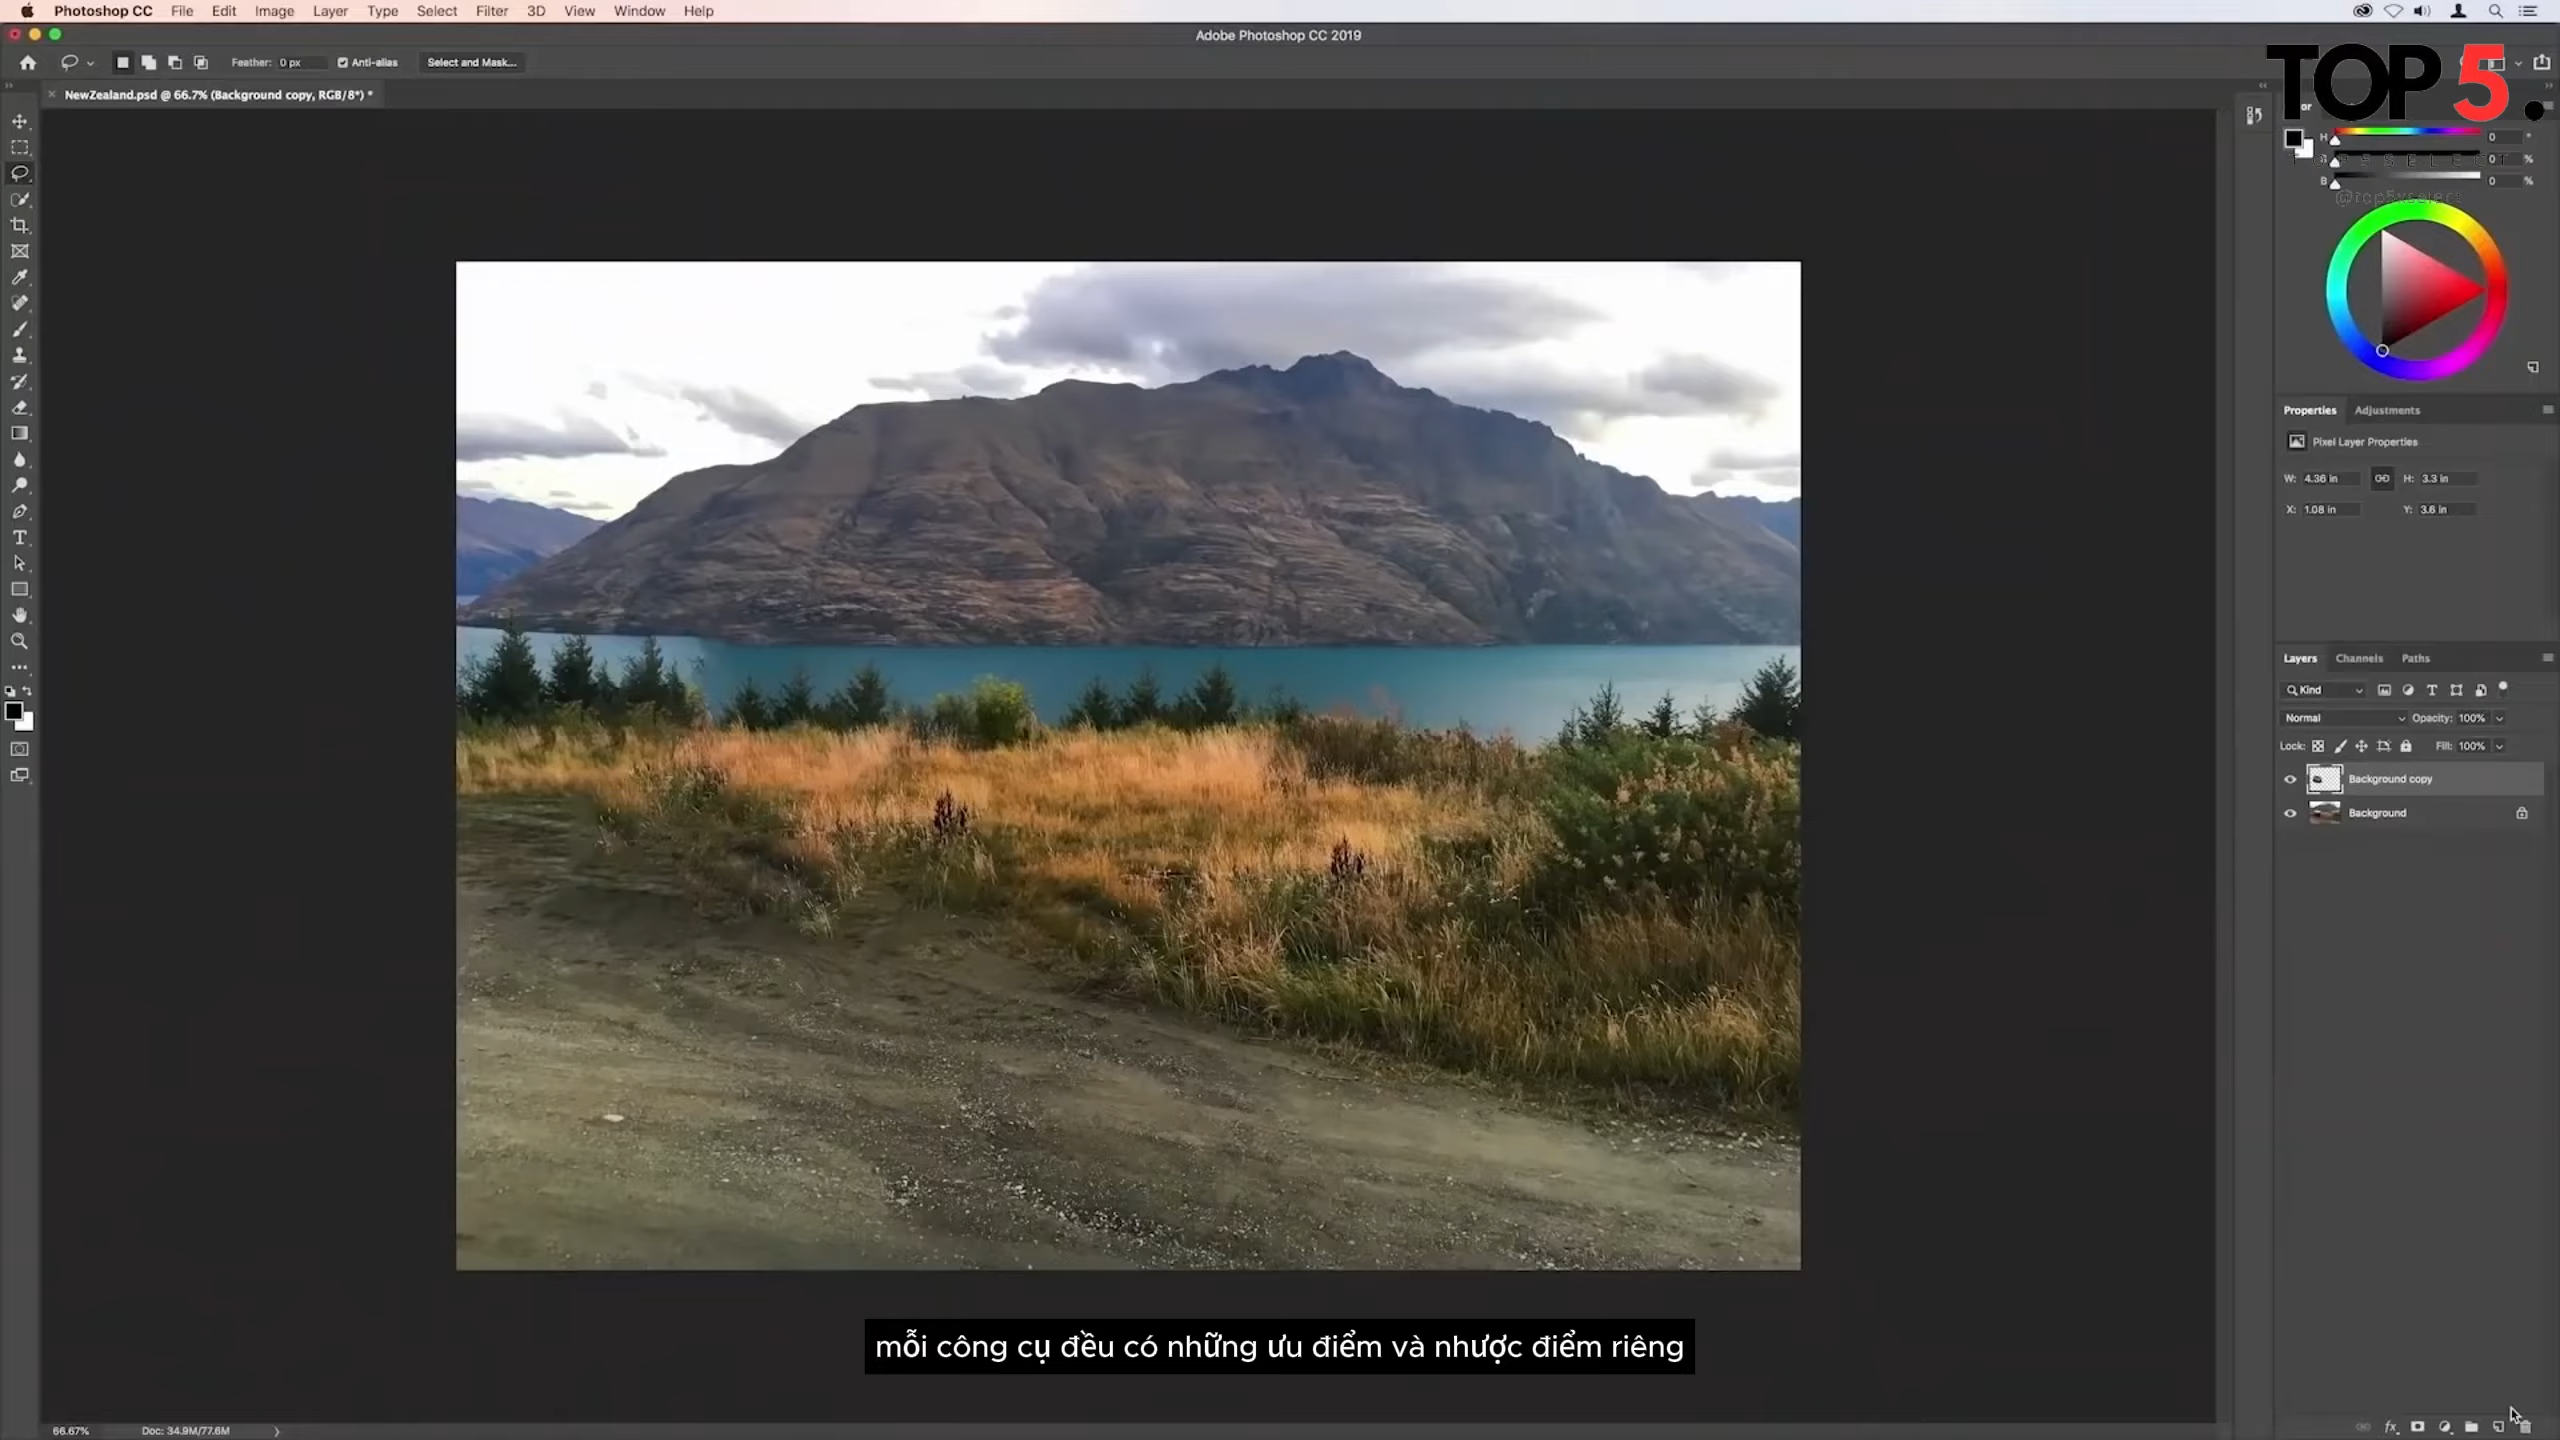 Photoshop CC File Edit Image Layer Type Select Filter 3D View Window Help
Adobe Photoshop CC 2019
Feather: 0 px Anti-alias Select and Mask...
TOP 5.
NewZealand.psd @ 66.7% (Background copy, RGB/8*) *
H 0 °
0 %
B 0 %
@top5xselect
Properties Adjustments
Pixel Layer Properties
W: 4.36 in H: 3.3 in
X: 1.08 in Y: 3.6 in
Layers Channels Paths
Kind
Normal Opacity: 100%
Lock: Fill: 100%
Background copy
Background
mỗi công cụ đều có những ưu điểm và nhược điểm riêng
66.67% Doc: 34.9M/77.6M